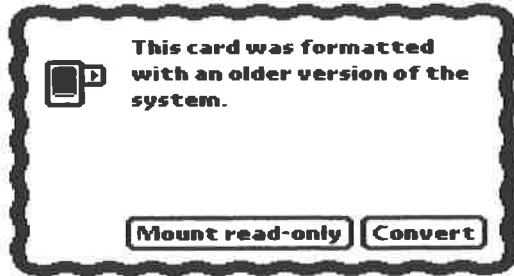 This card was formatted
with an older version of the
system.
Mount read-only Convert